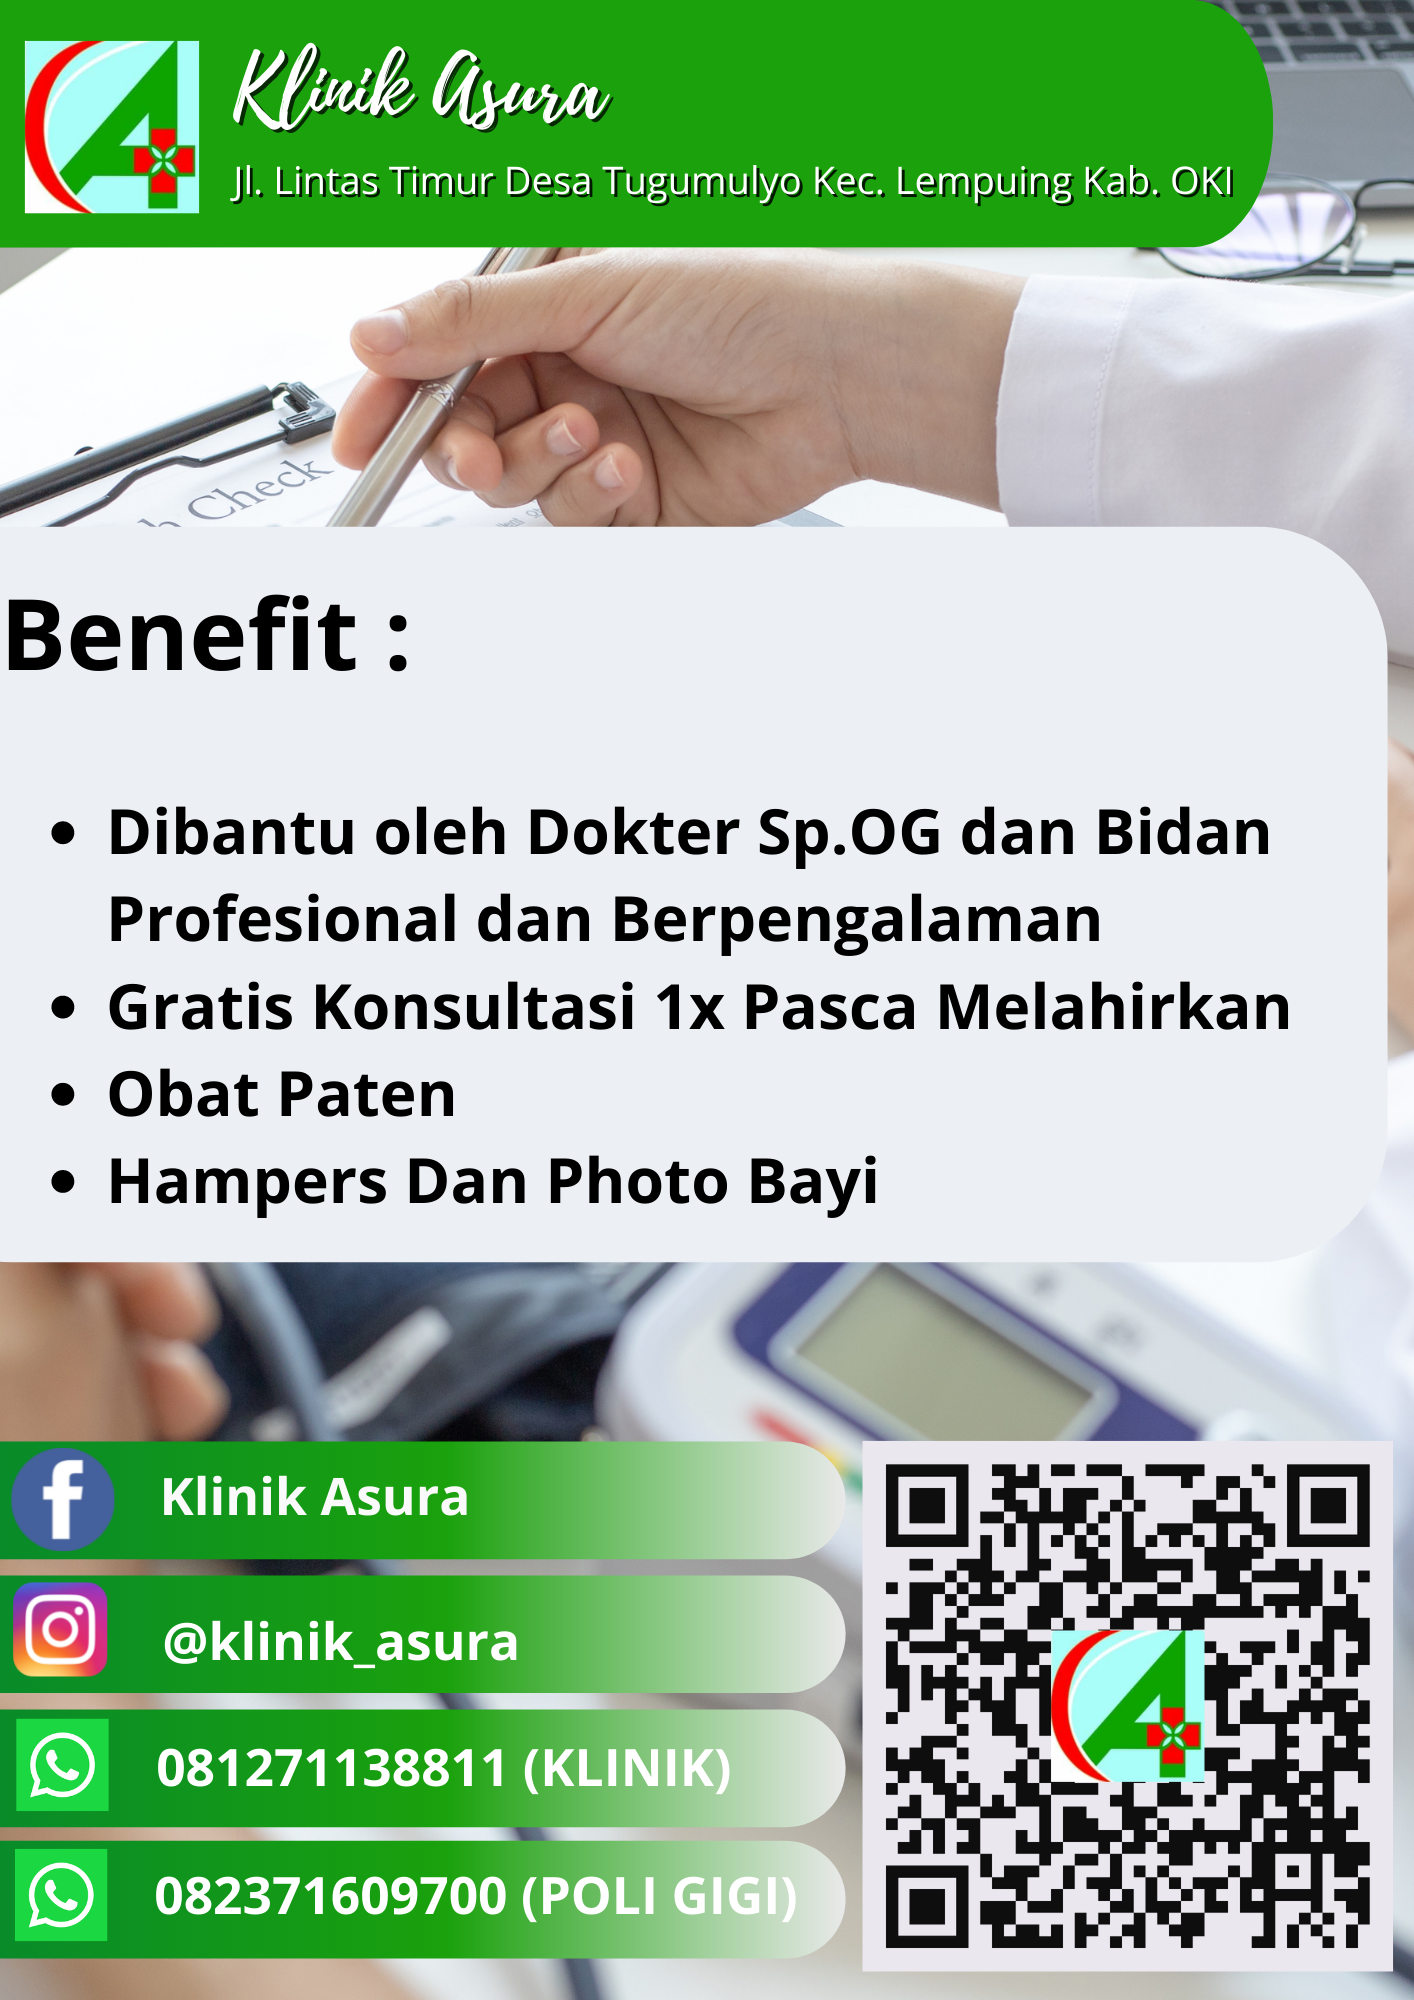 Klinik Asura
Jl. Lintas Timur Desa Tugumulyo Kec. Lempuing Kab. OKI
Check
Benefit :
• Dibantu oleh Dokter Sp.OG dan Bidan
Profesional dan Berpengalaman
• Gratis Konsultasi 1x Pasca Melahirkan
• Obat Paten
• Hampers Dan Photo Bayi
Klinik Asura
@klinik_asura
081271138811 (KLINIK)
082371609700 (POLI GIGI)